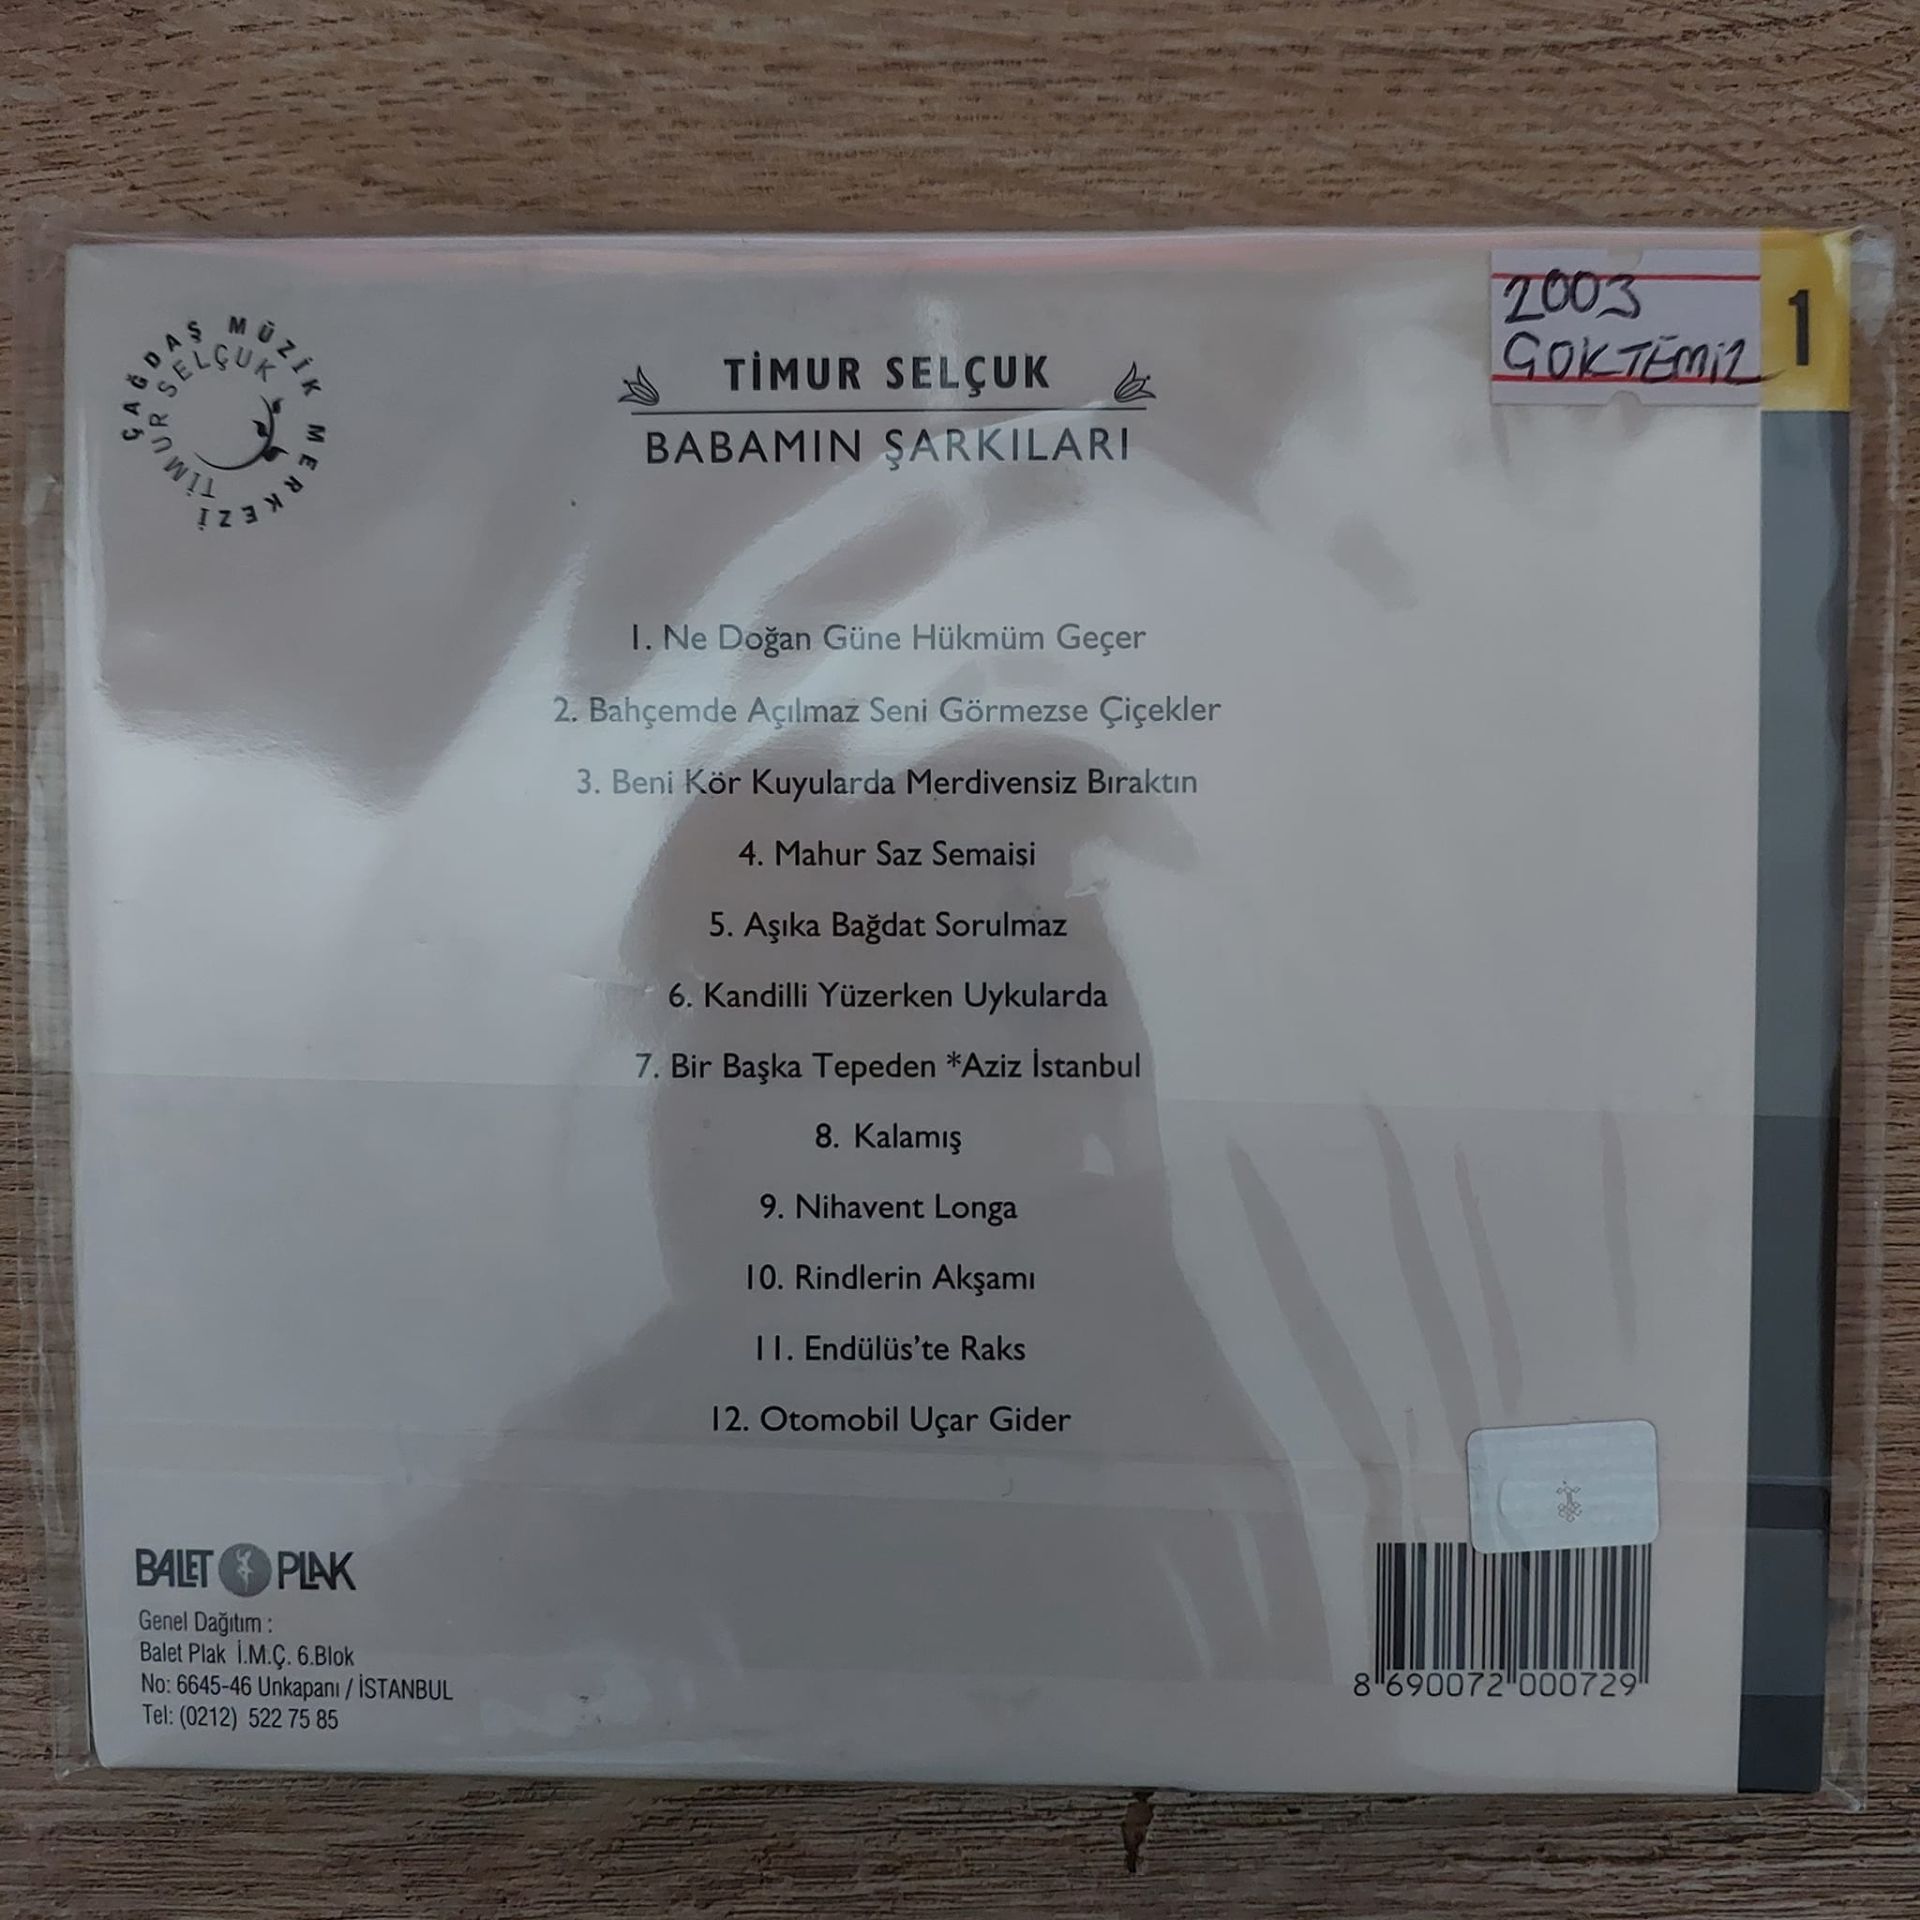 ÇAĞDAŞ MÜZİK MERKEZİ
TİMUR SELÇUK
2003
GÖKTEMİZ
1
TİMUR SELÇUK
BABAMIN ŞARKILARI
1. Ne Doğan Güne Hükmüm Geçer
2. Bahçemde Açılmaz Seni Görmezse Çiçekler
3. Beni Kör Kuyularda Merdivensiz Bıraktın
4. Mahur Saz Semaisi
5. Aşıka Bağdat Sorulmaz
6. Kandilli Yüzerken Uykularda
7. Bir Başka Tepeden *Aziz İstanbul
8. Kalamış
9. Nihavent Longa
10. Rindlerin Akşamı
11. Endülüs'te Raks
12. Otomobil Uçar Gider
BALET PLAK
Genel Dağıtım :
Balet Plak İ.M.Ç. 6.Blok
No: 6645-46 Unkapanı / İSTANBUL
Tel: (0212) 522 75 85
8 690072 000729